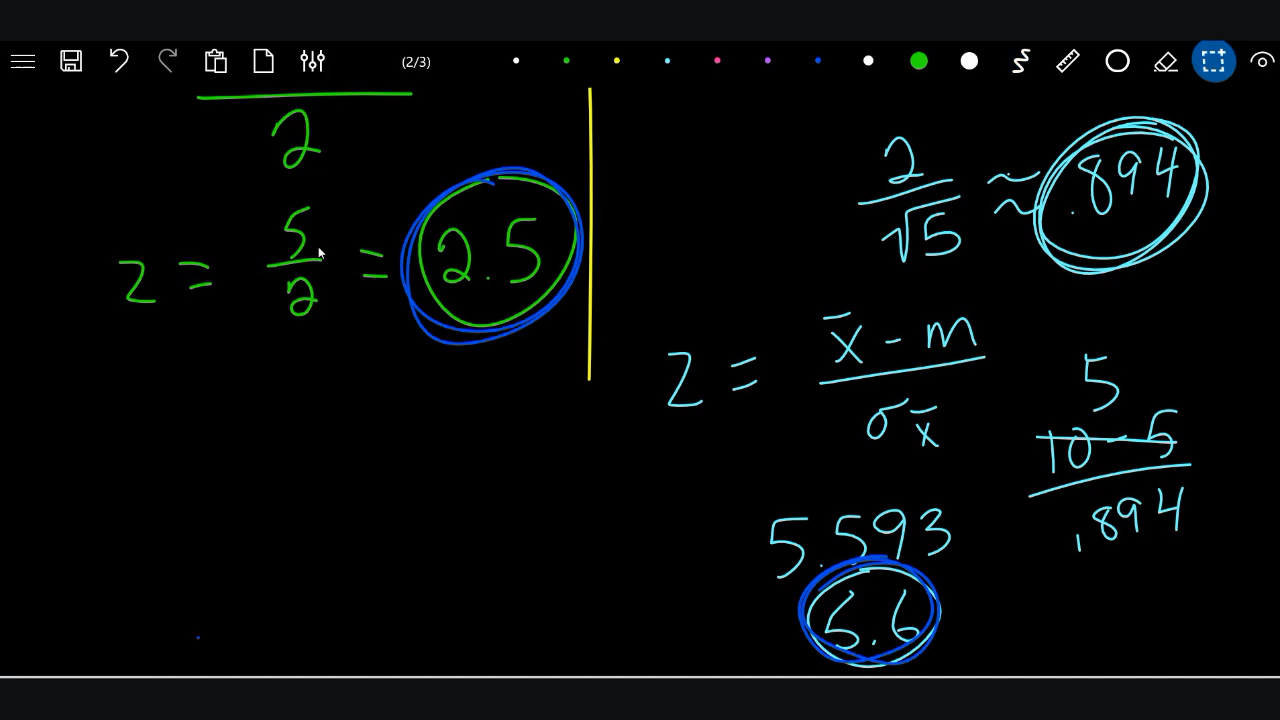 (2/3)
2
z = 5/2 = 2.5
2/√5 ≈ .894
z = x̄ - m / σx̄
5
10 - 5
.894
5.593
5.6